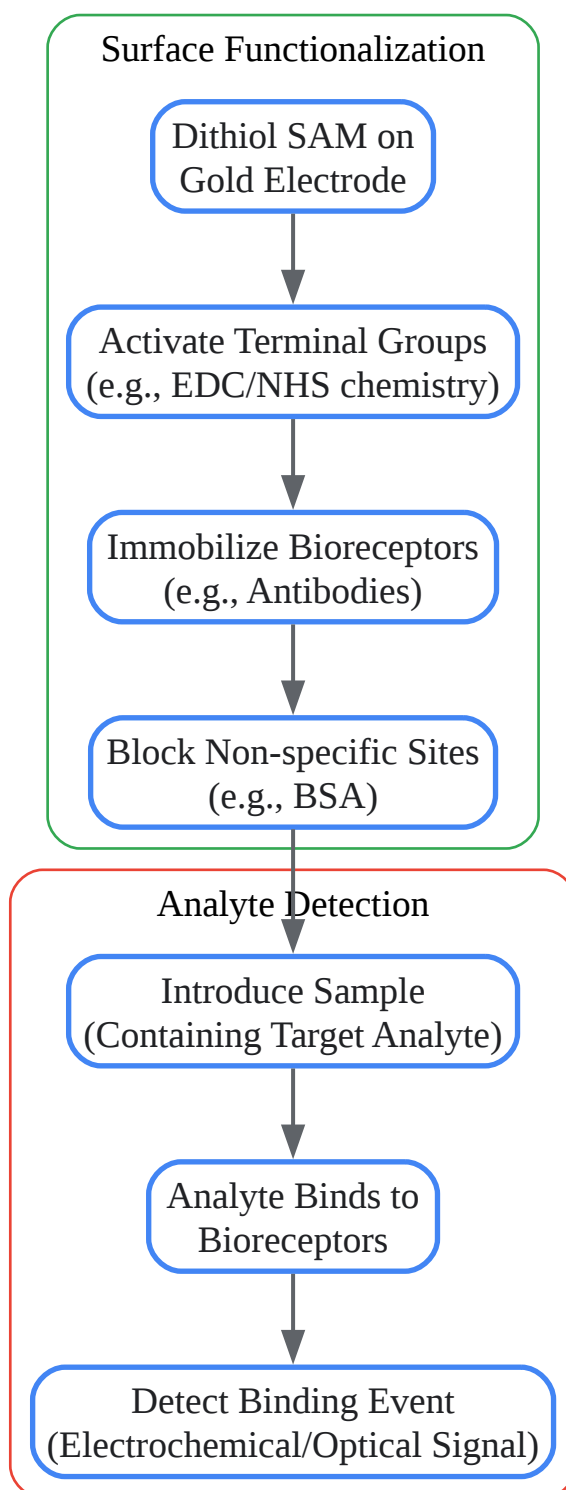 Surface Functionalization
Dithiol SAM on
Gold Electrode
Activate Terminal Groups
(e.g., EDC/NHS chemistry)
Immobilize Bioreceptors
(e.g., Antibodies)
Block Non-specific Sites
(e.g., BSA)
Analyte Detection
Introduce Sample
(Containing Target Analyte)
Analyte Binds to
Bioreceptors
Detect Binding Event
(Electrochemical/Optical Signal)